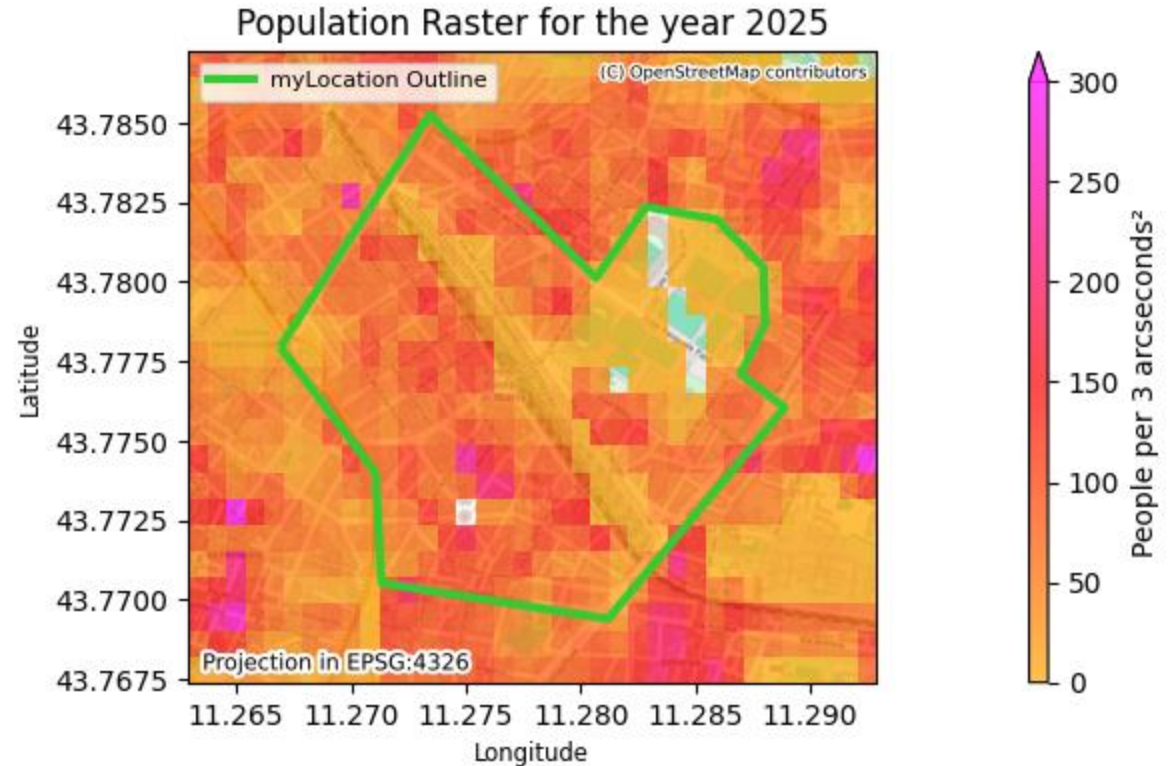 Population Raster for the year 2025
myLocation Outline
(C) OpenStreetMap contributors
43.7850
43.7825
43.7800
43.7775
43.7750
43.7725
43.7700
43.7675
Latitude
Projection in EPSG:4326
11.265 11.270 11.275 11.280 11.285 11.290
Longitude
300
250
200
150
100
50
0
People per 3 arcseconds²